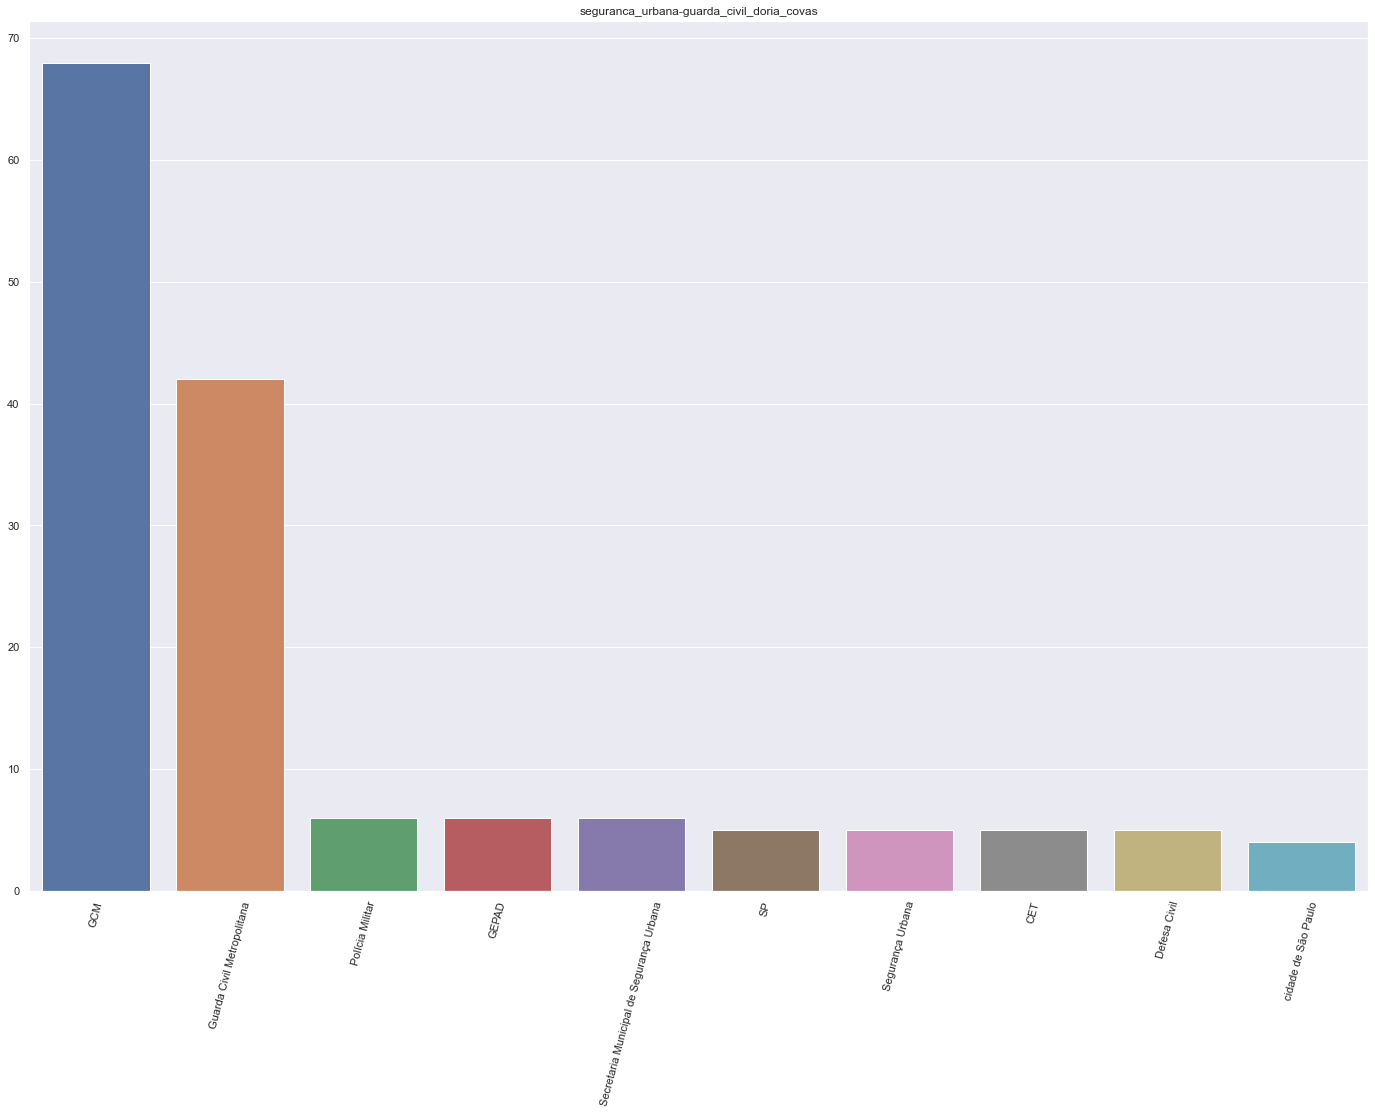 seguranca_urbana-guarda_civil_doria_covas
70
60
50
40
30
20
10
0
GCM
Guarda Civil Metropolitana
Polícia Militar
GEPAD
Secretaria Municipal de Segurança Urbana
SP
Segurança Urbana
CET
Defesa Civil
cidade de São Paulo